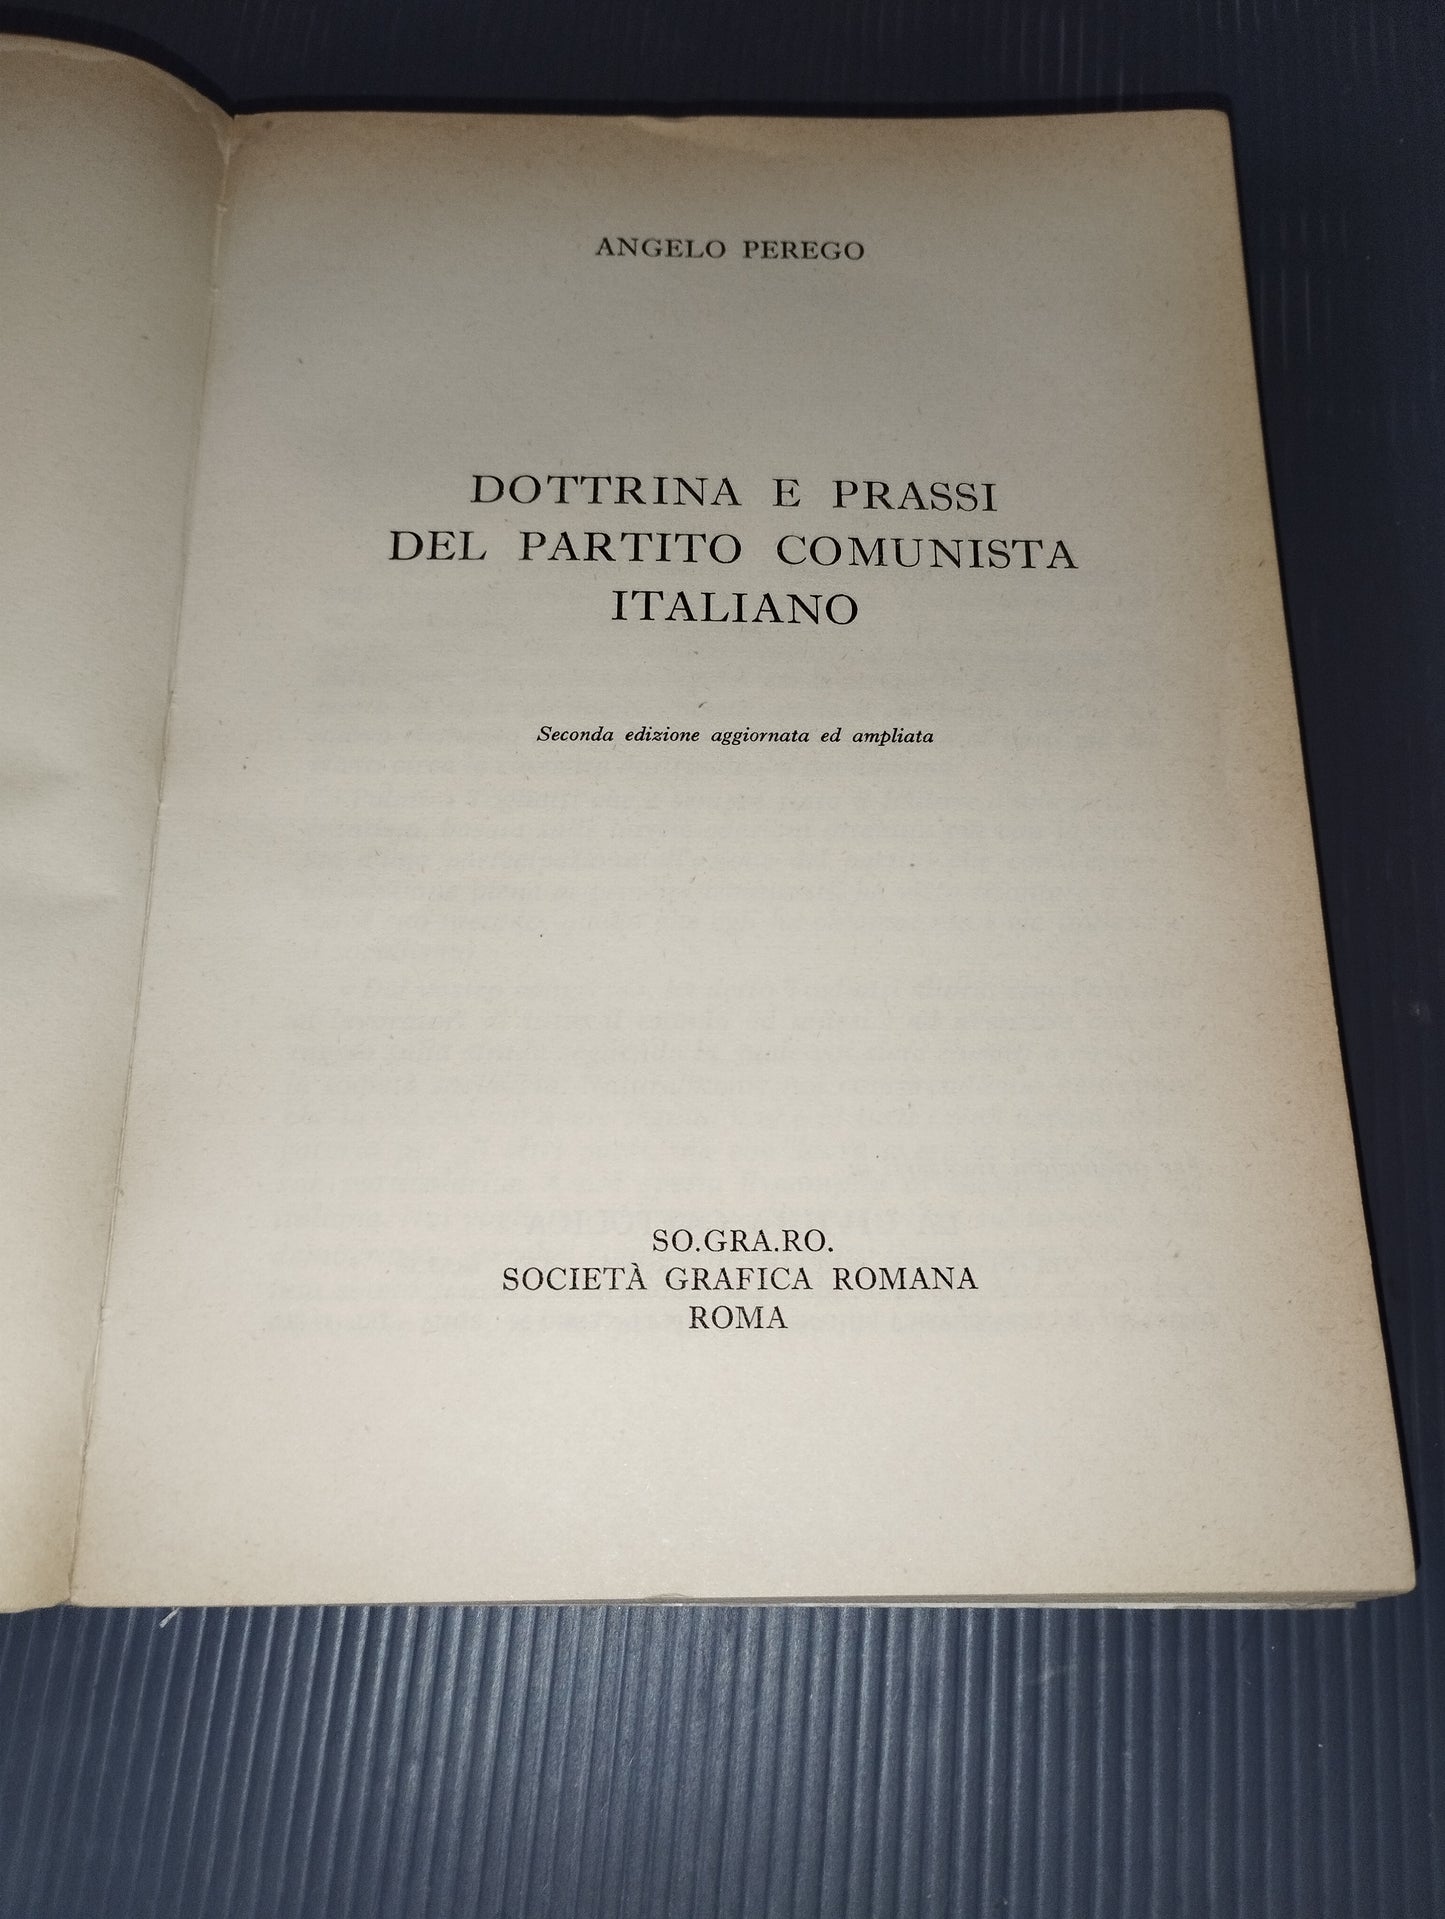 ANGELO PEREGO
DOTTRINA E PRASSI
DEL PARTITO COMUNISTA
ITALIANO
Seconda edizione aggiornata ed ampliata
SO.GRA.RO.
SOCIETÀ GRAFICA ROMANA
ROMA